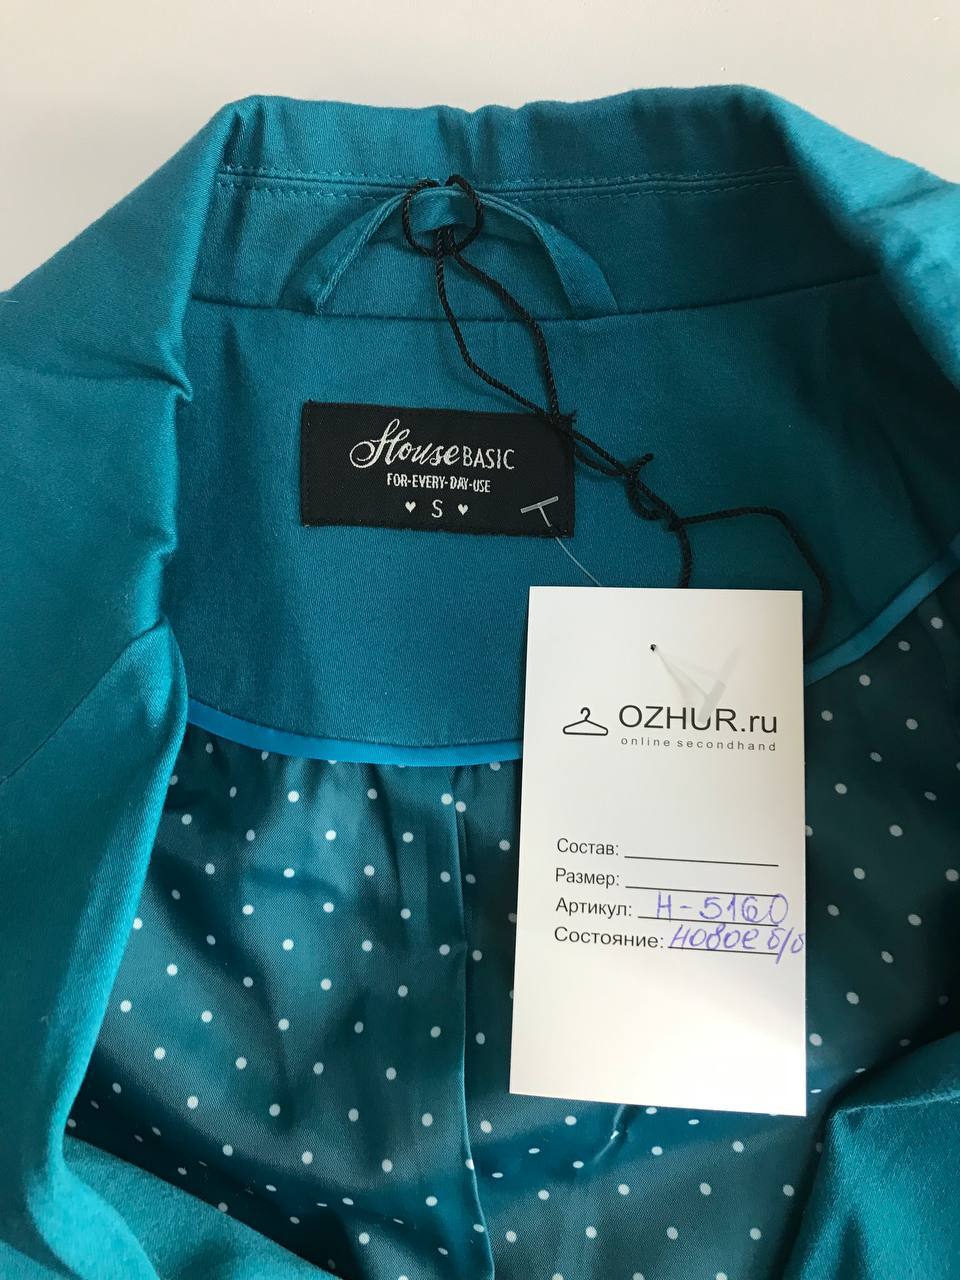 House BASIC
FOR-EVERY-DAY-USE
♥ S ♥
OZHUR.ru
online secondhand
Состав:
Размер:
Артикул: Н-5160
Состояние: новое б/б